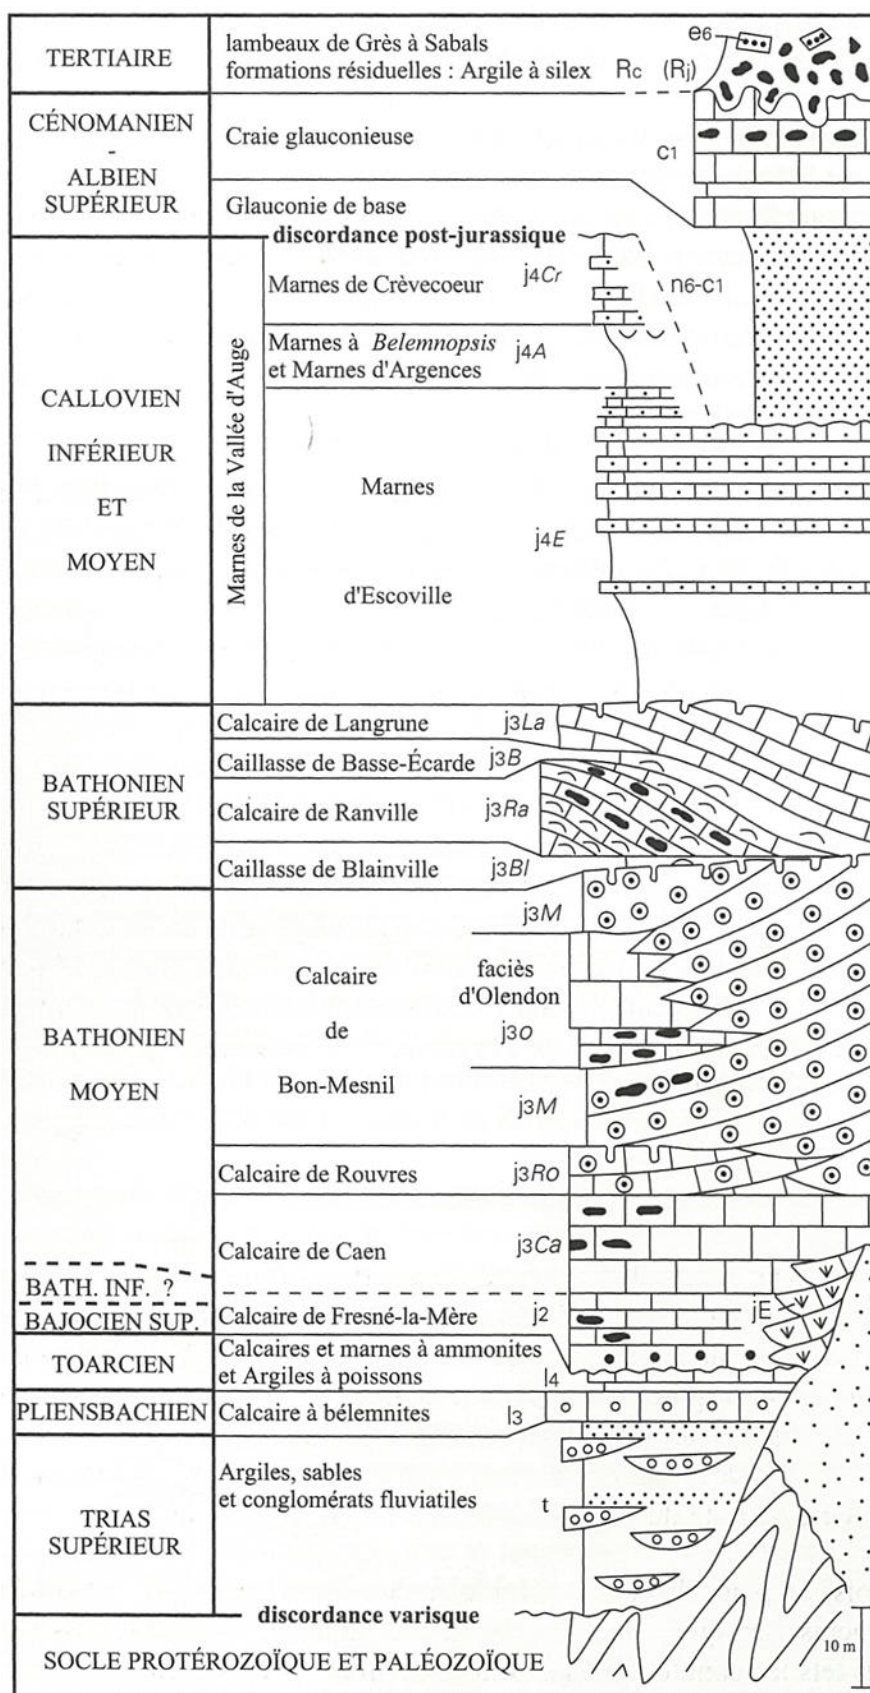 TERTIAIRE
lambeaux de Grès à Sabals
formations résiduelles : Argile à silex
Rc (Rj)
e6
CÉNOMANIEN
-
ALBIEN
SUPÉRIEUR
Craie glauconieuse
c1
Glauconie de base
discordance post-jurassique
CALLOVIEN
INFÉRIEUR
ET
MOYEN
Marnes de la Vallée d'Auge
Marnes de Crèvecoeur
j4Cr
n6-c1
Marnes à Belemnopsis
et Marnes d'Argences
j4A
Marnes
d'Escoville
j4E
BATHONIEN
SUPÉRIEUR
Calcaire de Langrune j3La
Caillasse de Basse-Écarde j3B
Calcaire de Ranville j3Ra
Caillasse de Blainville j3Bl
BATHONIEN
MOYEN
j3M
Calcaire
de
Bon-Mesnil
faciès
d'Olendon
j3O
j3M
Calcaire de Rouvres j3Ro
Calcaire de Caen j3Ca
BATH. INF. ?
BAJOCIEN SUP.
Calcaire de Fresné-la-Mère j2
jE
TOARCIEN
Calcaires et marnes à ammonites
et Argiles à poissons l4
PLIENSBACHIEN
Calcaire à bélemnites l3
TRIAS
SUPÉRIEUR
Argiles, sables
et conglomérats fluviatiles t
discordance varisque
SOCLE PROTÉROZOÏQUE ET PALÉOZOÏQUE
10 m